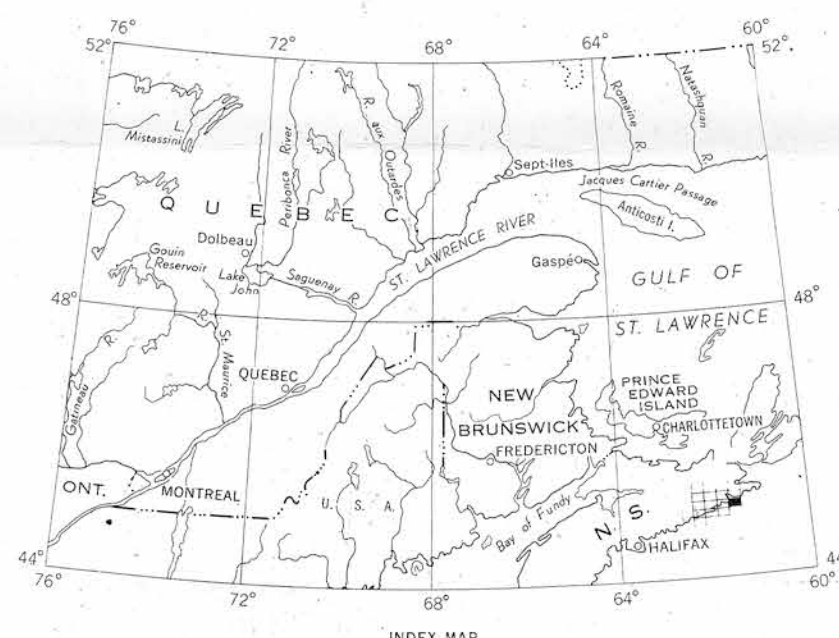 76°
72°
68°
64°
60°
52°
52°
L.
Mistassini
Peribonca River
R. aux Outardes
Romaine R.
Natashquan R.
Sept-Iles
Jacques Cartier Passage
Anticosti I.
QUEBEC
Dolbeau
Gouin
Reservoir
Lake
John
Saguenay R.
ST. LAWRENCE RIVER
Gaspé
GULF OF
ST. LAWRENCE
48°
48°
Gatineau R.
St. Maurice R.
QUEBEC
NEW
BRUNSWICK
FREDERICTON
PRINCE
EDWARD
ISLAND
CHARLOTTETOWN
ONT.
MONTREAL
U. S. A.
Bay of Fundy
N. S.
HALIFAX
44°
44
76°
72°
68°
64°
60°
INDEX MAP